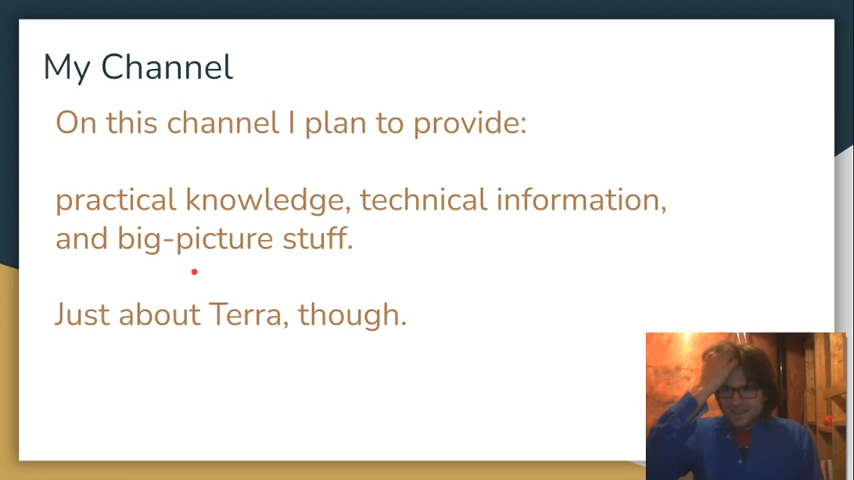 My Channel
On this channel I plan to provide:
practical knowledge, technical information,
and big-picture stuff.
Just about Terra, though.